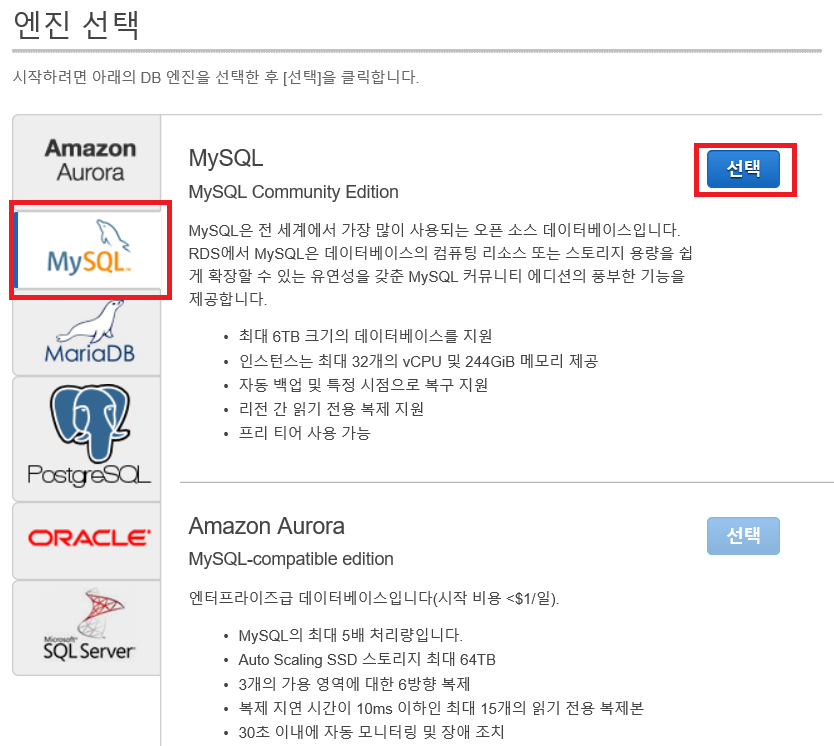 엔진 선택
시작하려면 아래의 DB 엔진을 선택한 후 [선택]을 클릭합니다.
Amazon
Aurora
MySQL™
MariaDB
PostgreSQL
ORACLE
Microsoft
SQL Server
MySQL
선택
MySQL Community Edition
MySQL은 전 세계에서 가장 많이 사용되는 오픈 소스 데이터베이스입니다.
RDS에서 MySQL은 데이터베이스의 컴퓨팅 리소스 또는 스토리지 용량을 쉽
게 확장할 수 있는 유연성을 갖춘 MySQL 커뮤니티 에디션의 풍부한 기능을
제공합니다.
• 최대 6TB 크기의 데이터베이스를 지원
• 인스턴스는 최대 32개의 vCPU 및 244GiB 메모리 제공
• 자동 백업 및 특정 시점으로 복구 지원
• 리전 간 읽기 전용 복제 지원
• 프리 티어 사용 가능
Amazon Aurora
선택
MySQL-compatible edition
엔터프라이즈급 데이터베이스입니다(시작 비용 <$1/일).
• MySQL의 최대 5배 처리량입니다.
• Auto Scaling SSD 스토리지 최대 64TB
• 3개의 가용 영역에 대한 6방향 복제
• 복제 지연 시간이 10ms 이하인 최대 15개의 읽기 전용 복제본
• 30초 이내에 자동 모니터링 및 장애 조치